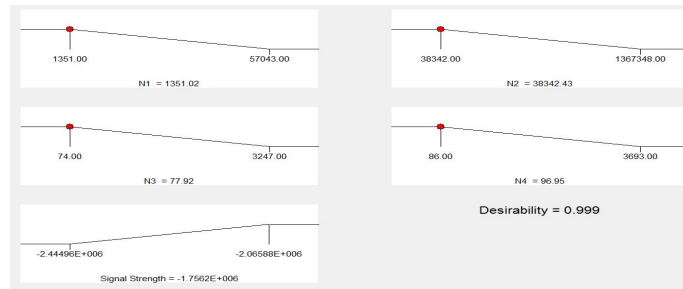 1351.00 57043.00
N1 = 1351.02
38342.00 1367348.00
N2 = 38342.43
74.00 3247.00
N3 = 77.92
86.00 3693.00
N4 = 96.95
-2.44496E+006 -2.06588E+006
Signal Strength = -1.7562E+006
Desirability = 0.999